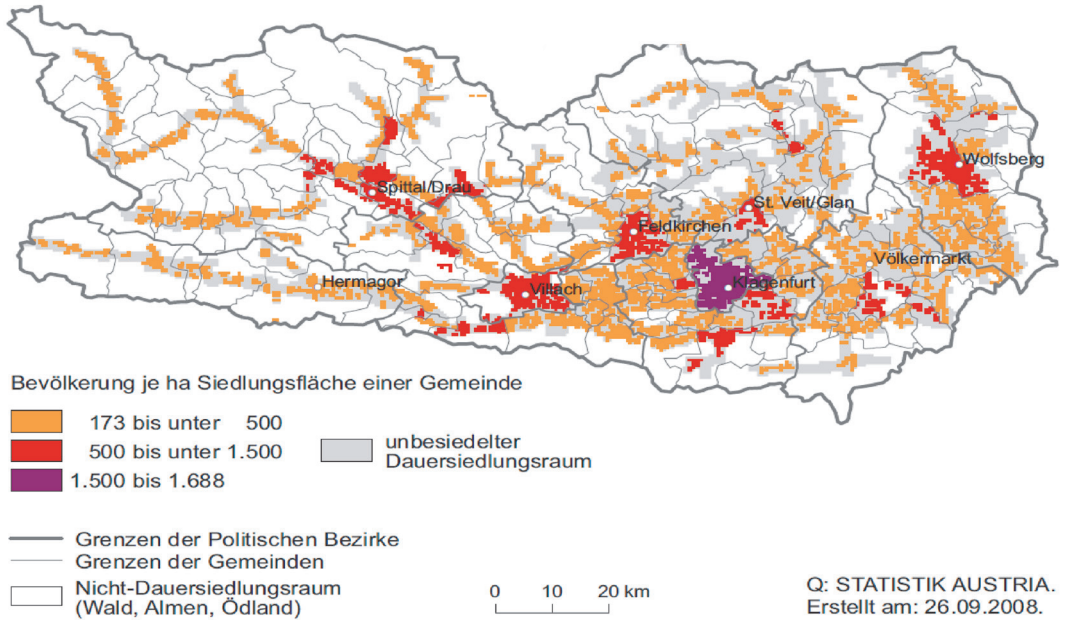 Wolfsberg
Spittal/Drau
St. Veit/Glan
Feldkirchen
Völkermarkt
Hermagor
Villach
Klagenfurt
Bevölkerung je ha Siedlungsfläche einer Gemeinde
173 bis unter 500
500 bis unter 1.500
1.500 bis 1.688
unbesiedelter
Dauersiedlungsraum
Grenzen der Politischen Bezirke
Grenzen der Gemeinden
Nicht-Dauersiedlungsraum
(Wald, Almen, Ödland)
0 10 20 km
Q: STATISTIK AUSTRIA.
Erstellt am: 26.09.2008.